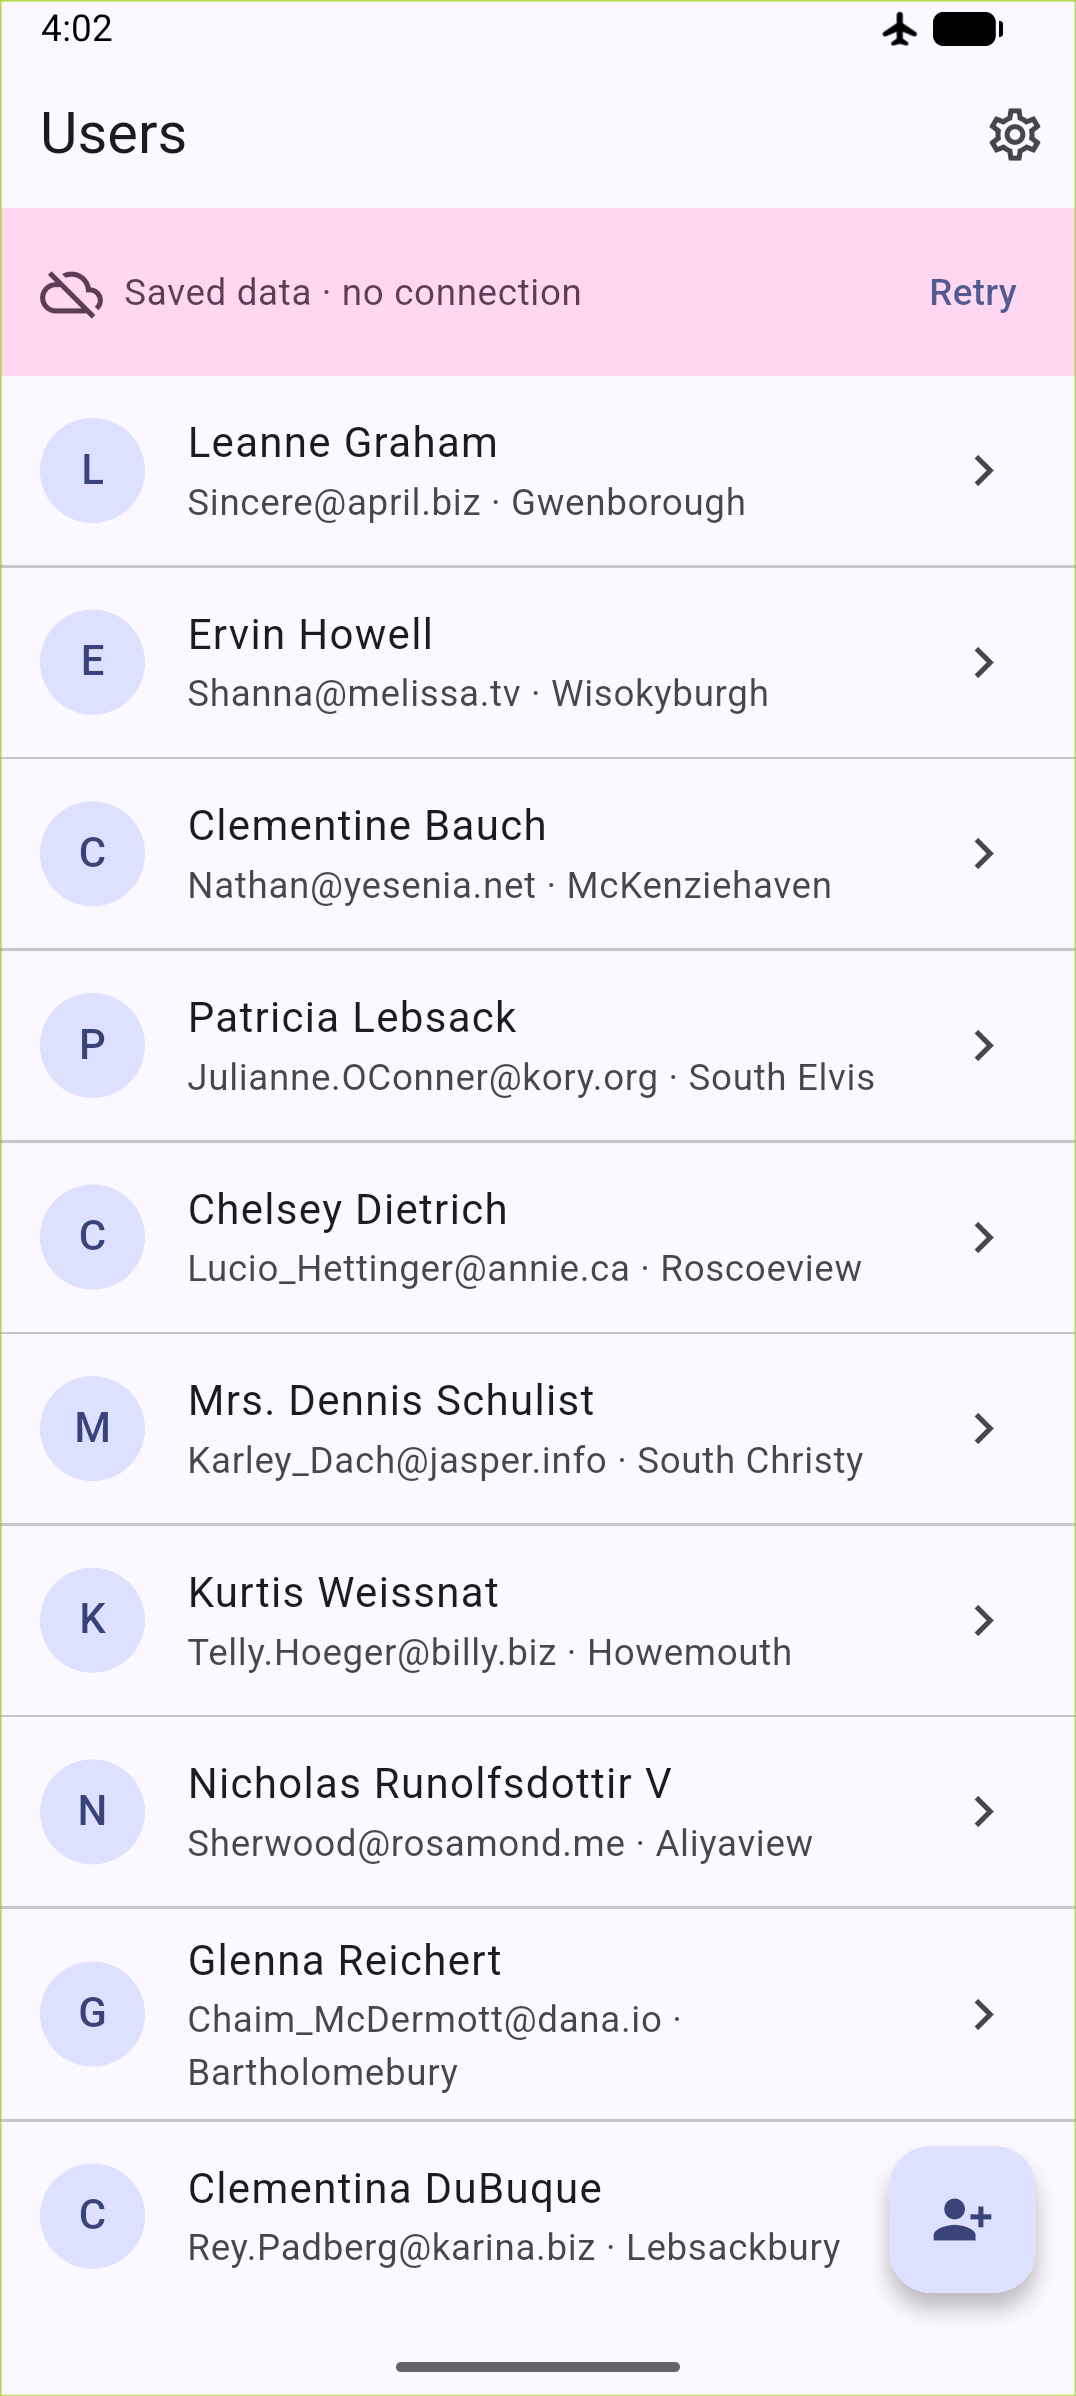 4:02
Users
Saved data · no connection
Retry
L
Leanne Graham
Sincere@april.biz · Gwenborough
E
Ervin Howell
Shanna@melissa.tv · Wisokyburgh
C
Clementine Bauch
Nathan@yesenia.net · McKenziehaven
P
Patricia Lebsack
Julianne.OConner@kory.org · South Elvis
C
Chelsey Dietrich
Lucio_Hettinger@annie.ca · Roscoeview
M
Mrs. Dennis Schulist
Karley_Dach@jasper.info · South Christy
K
Kurtis Weissnat
Telly.Hoeger@billy.biz · Howemouth
N
Nicholas Runolfsdottir V
Sherwood@rosamond.me · Aliyaview
G
Glenna Reichert
Chaim_McDermott@dana.io ·
Bartholomebury
C
Clementina DuBuque
Rey.Padberg@karina.biz · Lebsackbury